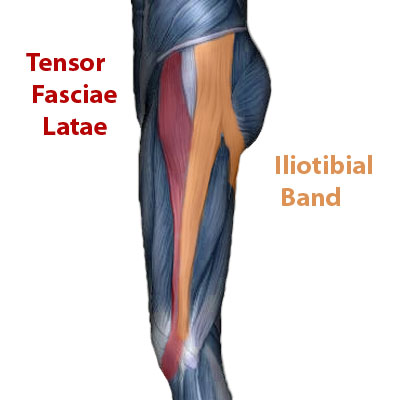 Tensor
Fasciae
Latae
Iliotibial
Band